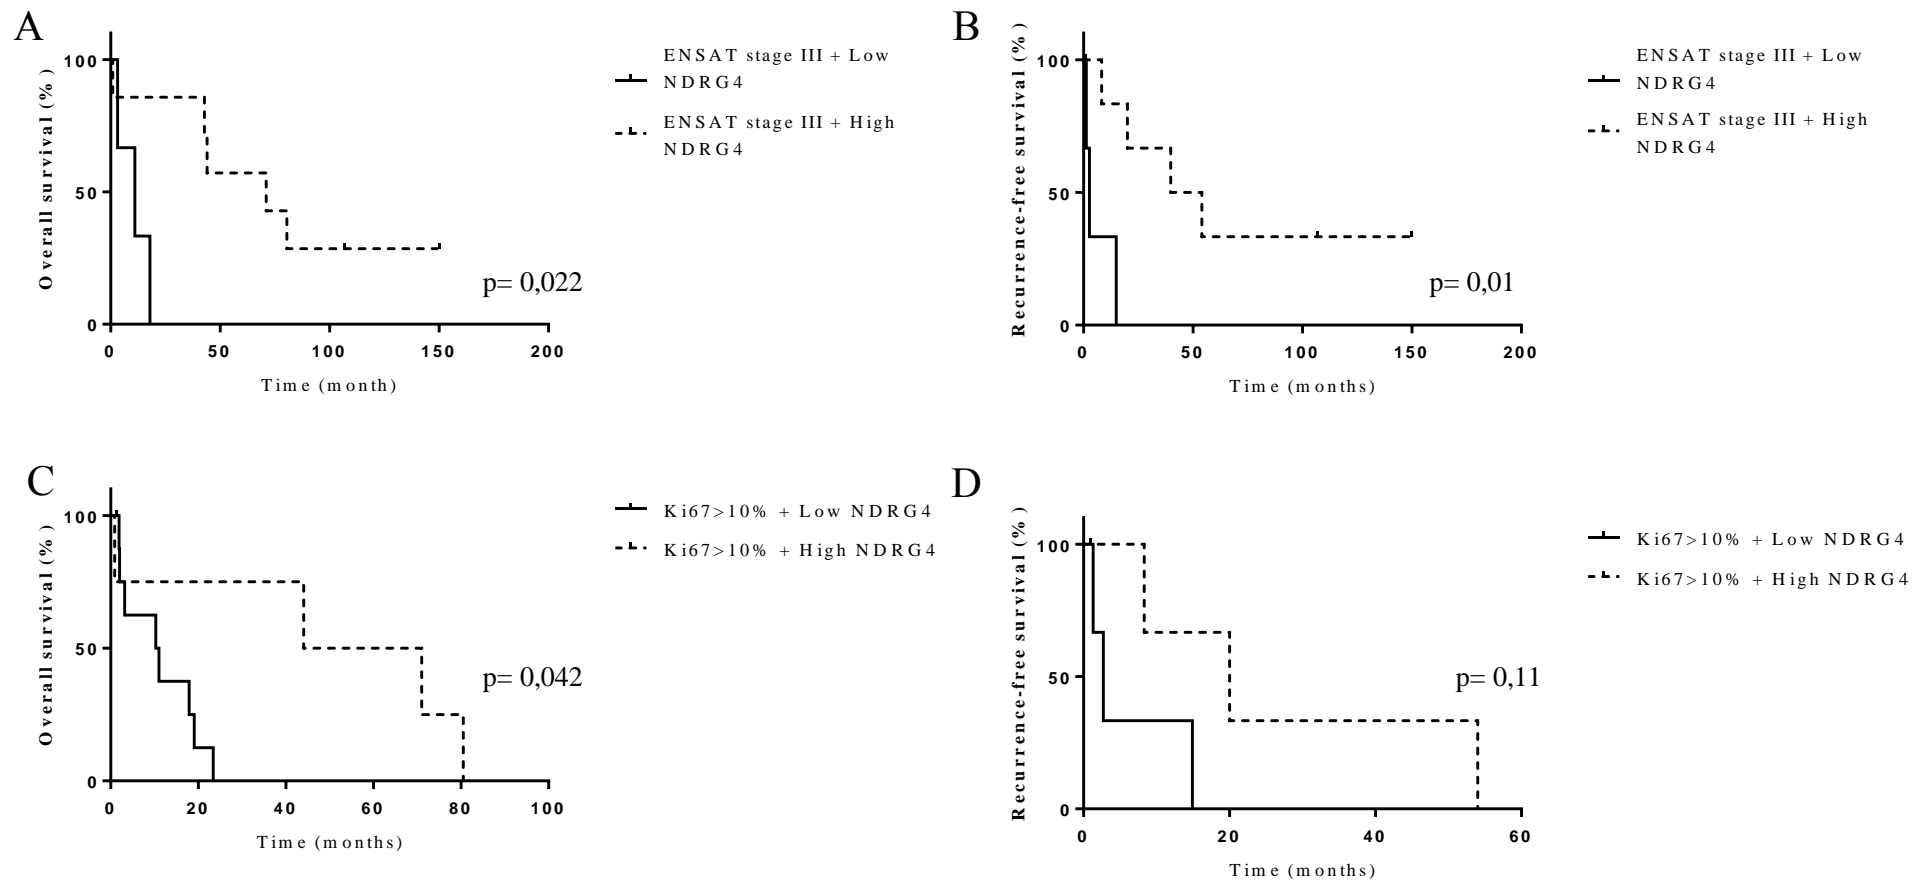 A
Overall survival (%)
100
50
0
0 50 100 150 200
Time (month)
p= 0,022
ENSAT stage III + Low
NDRG4
ENSAT stage III + High
NDRG4
B
Recurrence-free survival (%)
100
50
0
0 50 100 150 200
Time (months)
p= 0,01
ENSAT stage III + Low
NDRG4
ENSAT stage III + High
NDRG4
C
Overall survival (%)
100
50
0
0 20 40 60 80 100
Time (months)
p= 0,042
Ki67>10% + Low NDRG4
Ki67>10% + High NDRG4
D
Recurrence-free survival (%)
100
50
0
0 20 40 60
Time (months)
p= 0,11
Ki67>10% + Low NDRG4
Ki67>10% + High NDRG4